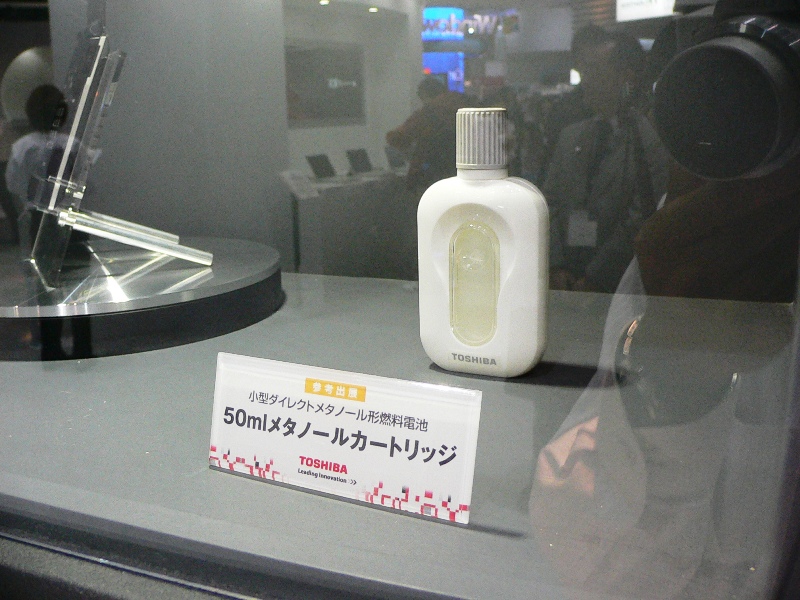 TOSHIBA
参考出展
小型ダイレクトメタノール形燃料電池
50mlメタノールカートリッジ
TOSHIBA
Leading Innovation >>>